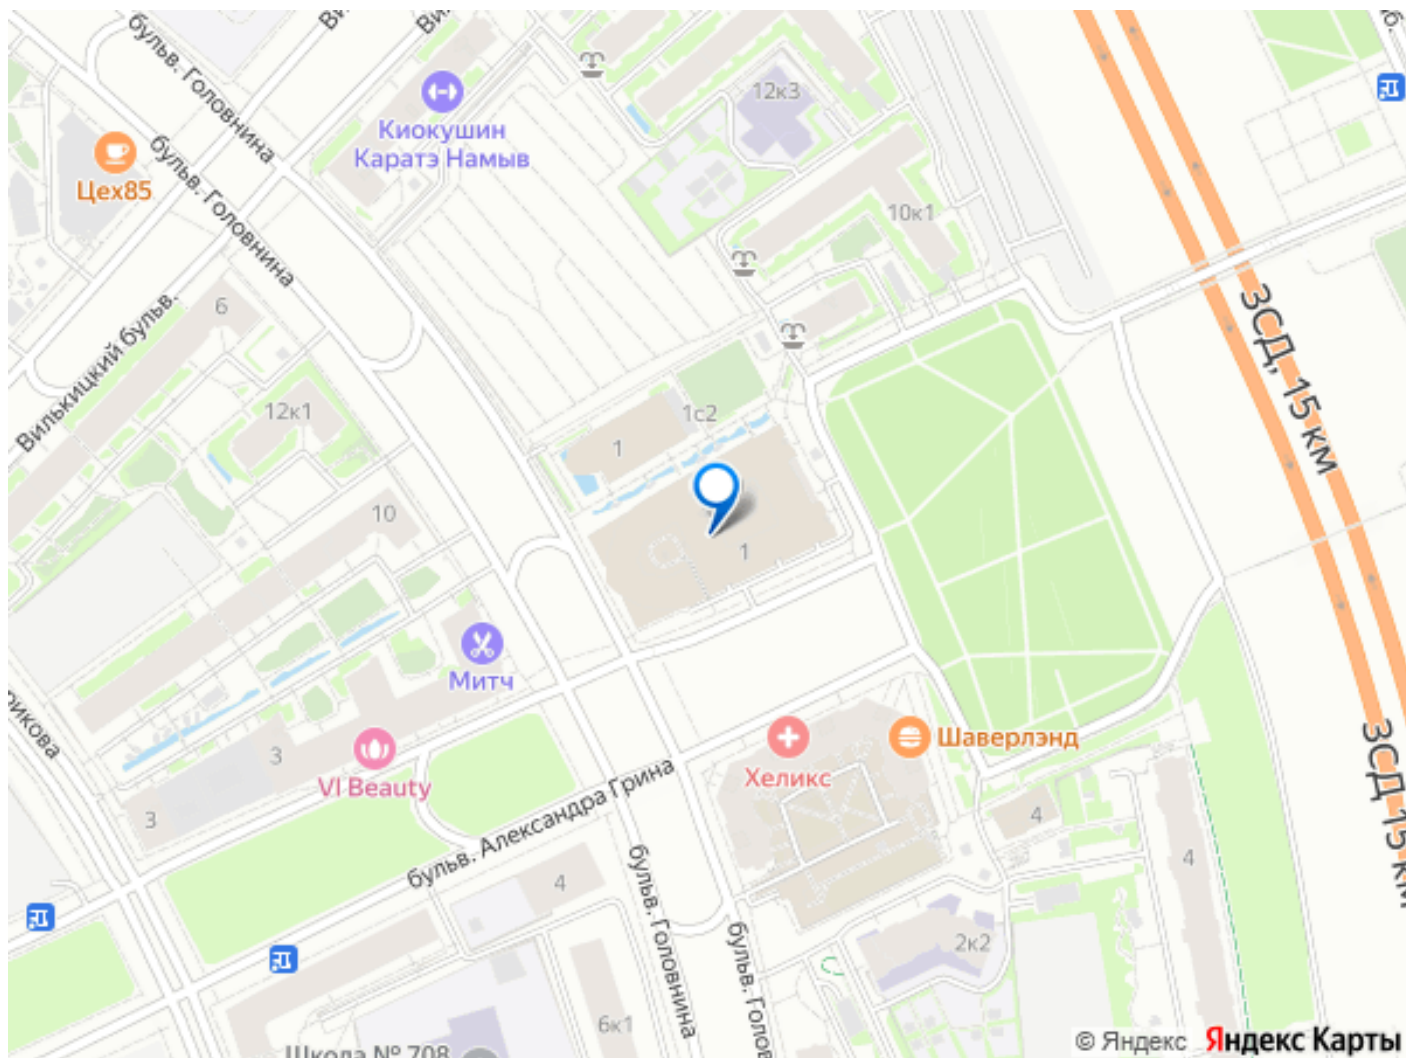 бульв. Головнина
12к3
Киокушин
Каратэ Намыв
бульв. Головнина
Цех85
10к1
6
Вилькицкий бульв.
ЗСД, 15 км
12к1
1с2
1
10
1
Митч
3
VI Beauty
Хеликс
Шаверлэнд
ЗСД 15 км
3
бульв. Александра Грина
4
4
4
бульв. Головнина
2к2
6к1
Школа № 708
© Яндекс Яндекс Карты